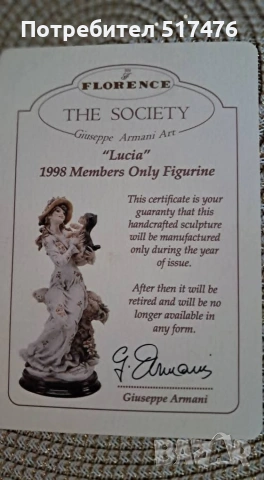 Потребител 517476
FLORENCE
THE SOCIETY
Giuseppe Armani Art
“Lucia”
1998 Members Only Figurine
This certificate is your
guaranty that this
handcrafted sculpture
will be manufactured
only during the year
of issue.
After then it will be
retired and will be no
longer available in
any form.
G. Armani
Giuseppe Armani